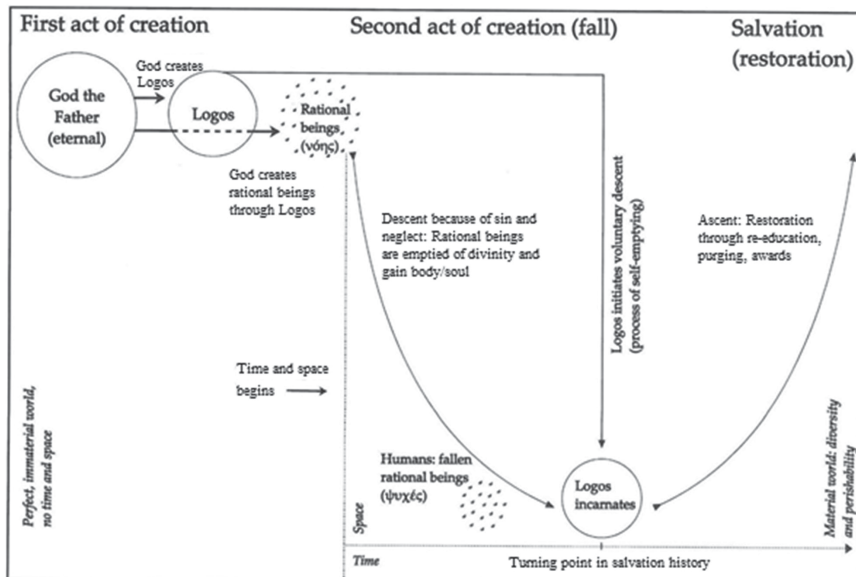 First act of creation
Second act of creation (fall)
Salvation
(restoration)
God the
Father
(eternal)
God creates
Logos
Logos
Rational
beings
(νόης)
God creates
rational beings
through Logos
Descent because of sin and
neglect: Rational beings
are emptied of divinity and
gain body/soul
Logos initiates voluntary descent
(process of self-emptying)
Ascent: Restoration
through re-education,
purging, awards
Time and space
begins
Perfect, immaterial world,
no time and space
Humans: fallen
rational beings
(ψυχές)
Logos
incarnates
Material world: diversity
and perishability
Space
Time
Turning point in salvation history